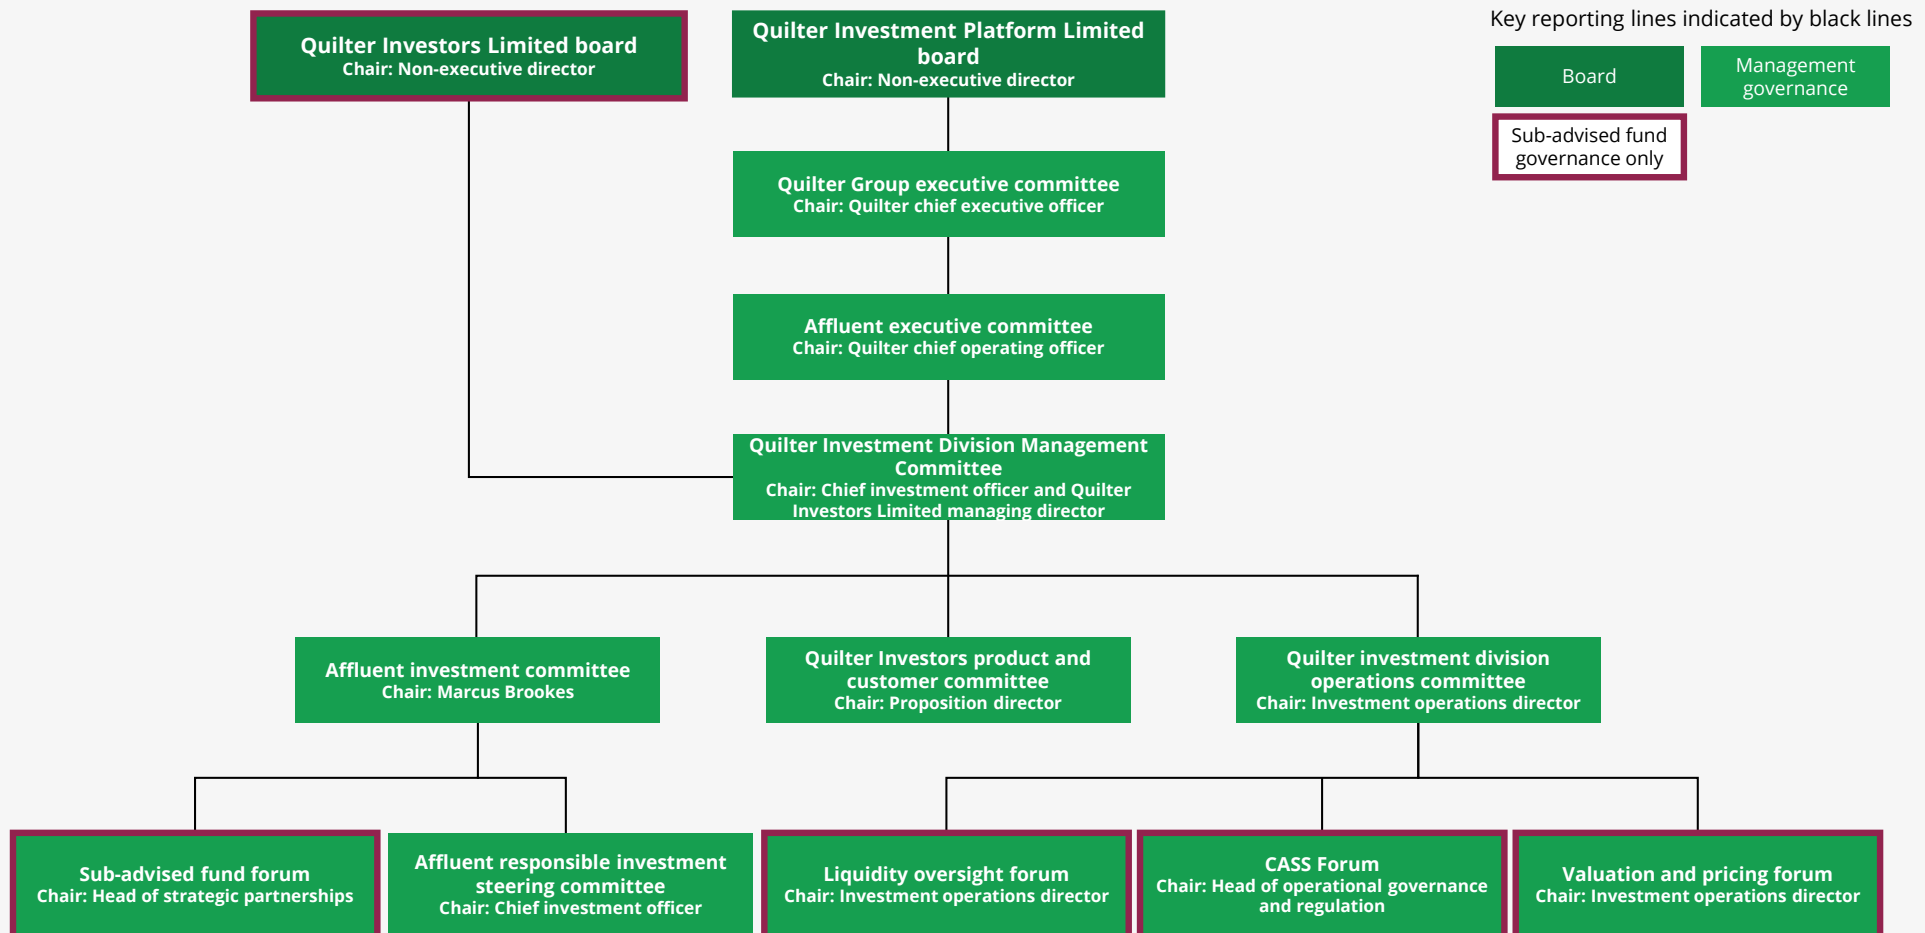 Key reporting lines indicated by black lines
Board
Management
governance
Sub-advised fund
governance only
Quilter Investors Limited board
Chair: Non-executive director
Quilter Investment Platform Limited
board
Chair: Non-executive director
Quilter Group executive committee
Chair: Quilter chief executive officer
Affluent executive committee
Chair: Quilter chief operating officer
Quilter Investment Division Management
Committee
Chair: Chief investment officer and Quilter
Investors Limited managing director
Affluent investment committee
Chair: Marcus Brookes
Quilter Investors product and
customer committee
Chair: Proposition director
Quilter investment division
operations committee
Chair: Investment operations director
Sub-advised fund forum
Chair: Head of strategic partnerships
Affluent responsible investment
steering committee
Chair: Chief investment officer
Liquidity oversight forum
Chair: Investment operations director
CASS Forum
Chair: Head of operational governance
and regulation
Valuation and pricing forum
Chair: Investment operations director